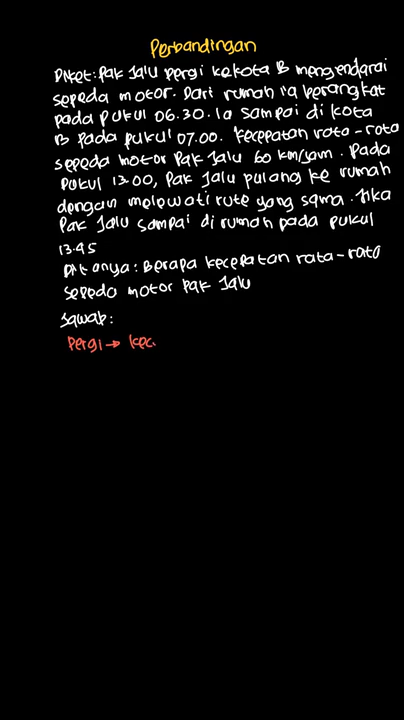 Perbandingan
Diket: Pak Jalu pergi ke kota B mengendarai
sepeda motor. Dari rumah ia berangkat
pada pukul 06.30. Ia sampai di kota
B pada pukul 07.00. Kecepatan rata-rata
sepeda motor Pak Jalu 60 km/jam. Pada
pukul 13.00, Pak Jalu pulang ke rumah
dengan melewati rute yang sama. Jika
Pak Jalu sampai di rumah pada pukul
13.45
Ditanya: Berapa kecepatan rata-rata
sepeda motor Pak Jalu
Jawab:
Pergi → Kec.